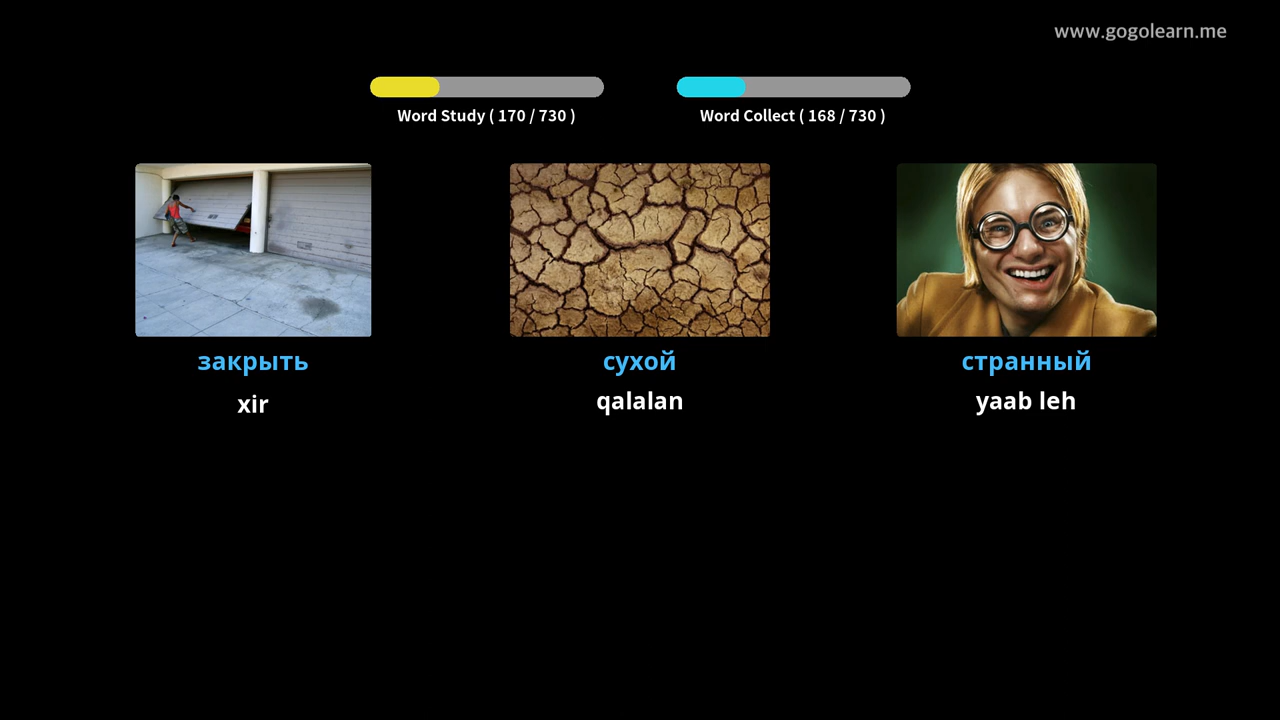 www.gogolearn.me
Word Study ( 170 / 730 )
Word Collect ( 168 / 730 )
закрыть
сухой
странный
xir
qalalan
yaab leh